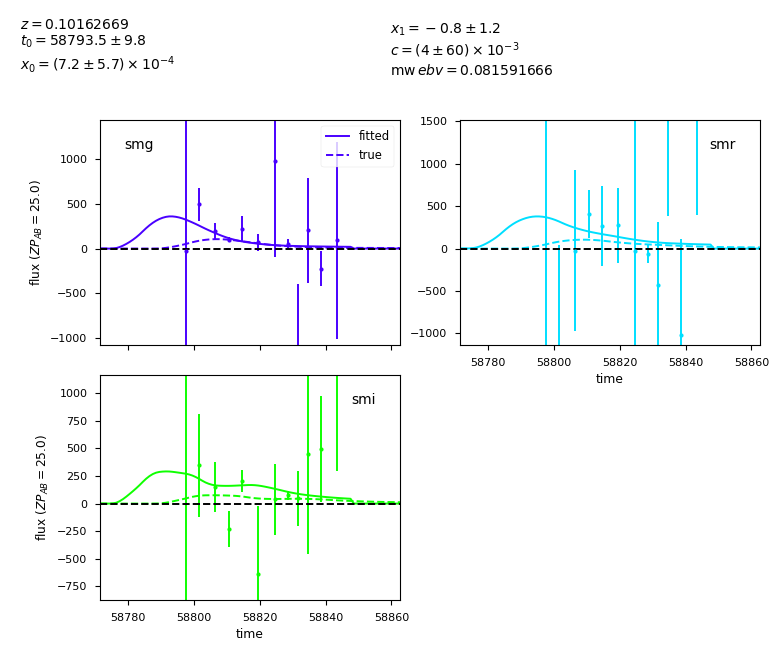 z = 0.10162669
t₀ = 58793.5 ± 9.8
x₀ = (7.2 ± 5.7) × 10⁻⁴
x₁ = −0.8 ± 1.2
c = (4 ± 60) × 10⁻³
mw ebv = 0.081591666
smg
fitted
true
1000
500
0
−500
−1000
flux (ZP_AB = 25.0)
smr
1500
1000
500
0
−500
−1000
58780
58800
58820
58840
58860
time
smi
1000
750
500
250
0
−250
−500
−750
flux (ZP_AB = 25.0)
58780
58800
58820
58840
58860
time